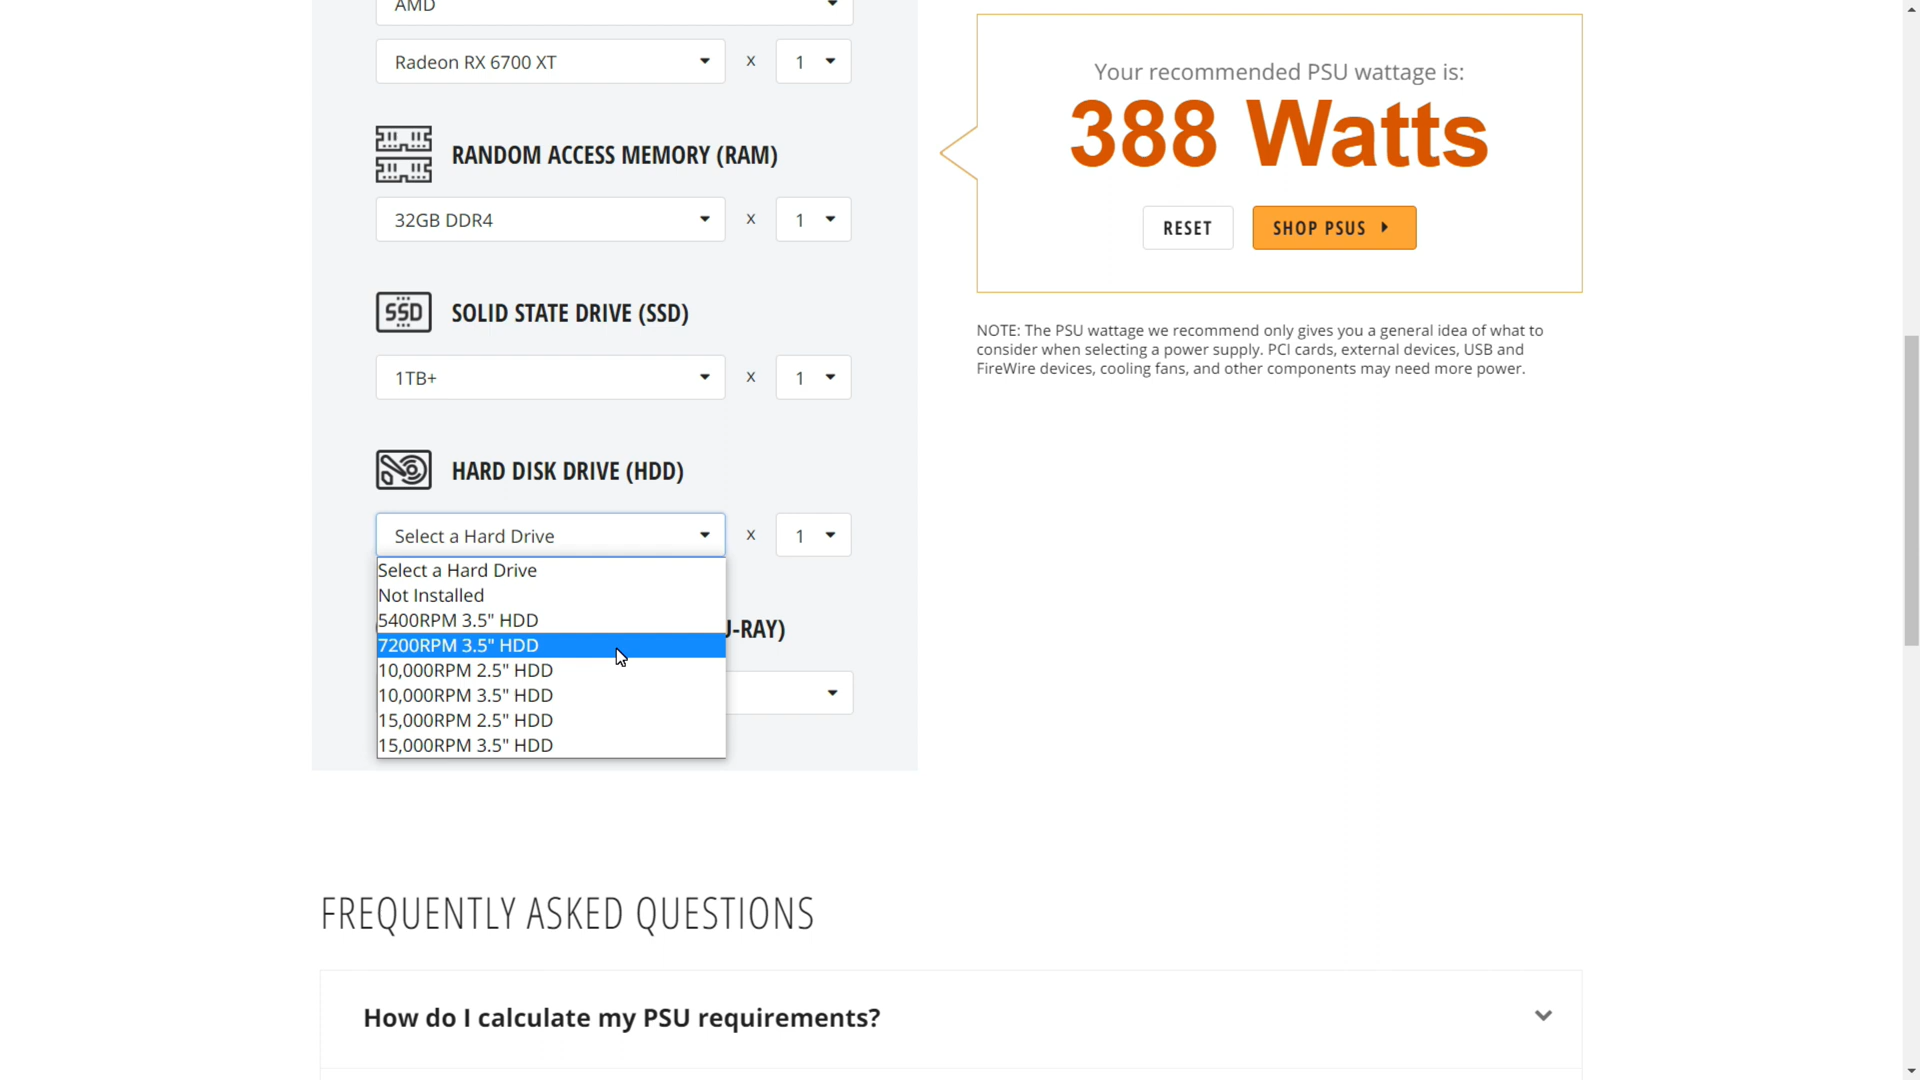 AMD
Radeon RX 6700 XT
x
1
RANDOM ACCESS MEMORY (RAM)
32GB DDR4
x
1
SSD
SOLID STATE DRIVE (SSD)
1TB+
x
1
HARD DISK DRIVE (HDD)
Select a Hard Drive
x
1
Select a Hard Drive
Not Installed
5400RPM 3.5" HDD
7200RPM 3.5" HDD
10,000RPM 2.5" HDD
10,000RPM 3.5" HDD
15,000RPM 2.5" HDD
15,000RPM 3.5" HDD
U-RAY)
Your recommended PSU wattage is:
388 Watts
RESET
SHOP PSUS
NOTE: The PSU wattage we recommend only gives you a general idea of what to
consider when selecting a power supply. PCI cards, external devices, USB and
FireWire devices, cooling fans, and other components may need more power.
FREQUENTLY ASKED QUESTIONS
How do I calculate my PSU requirements?